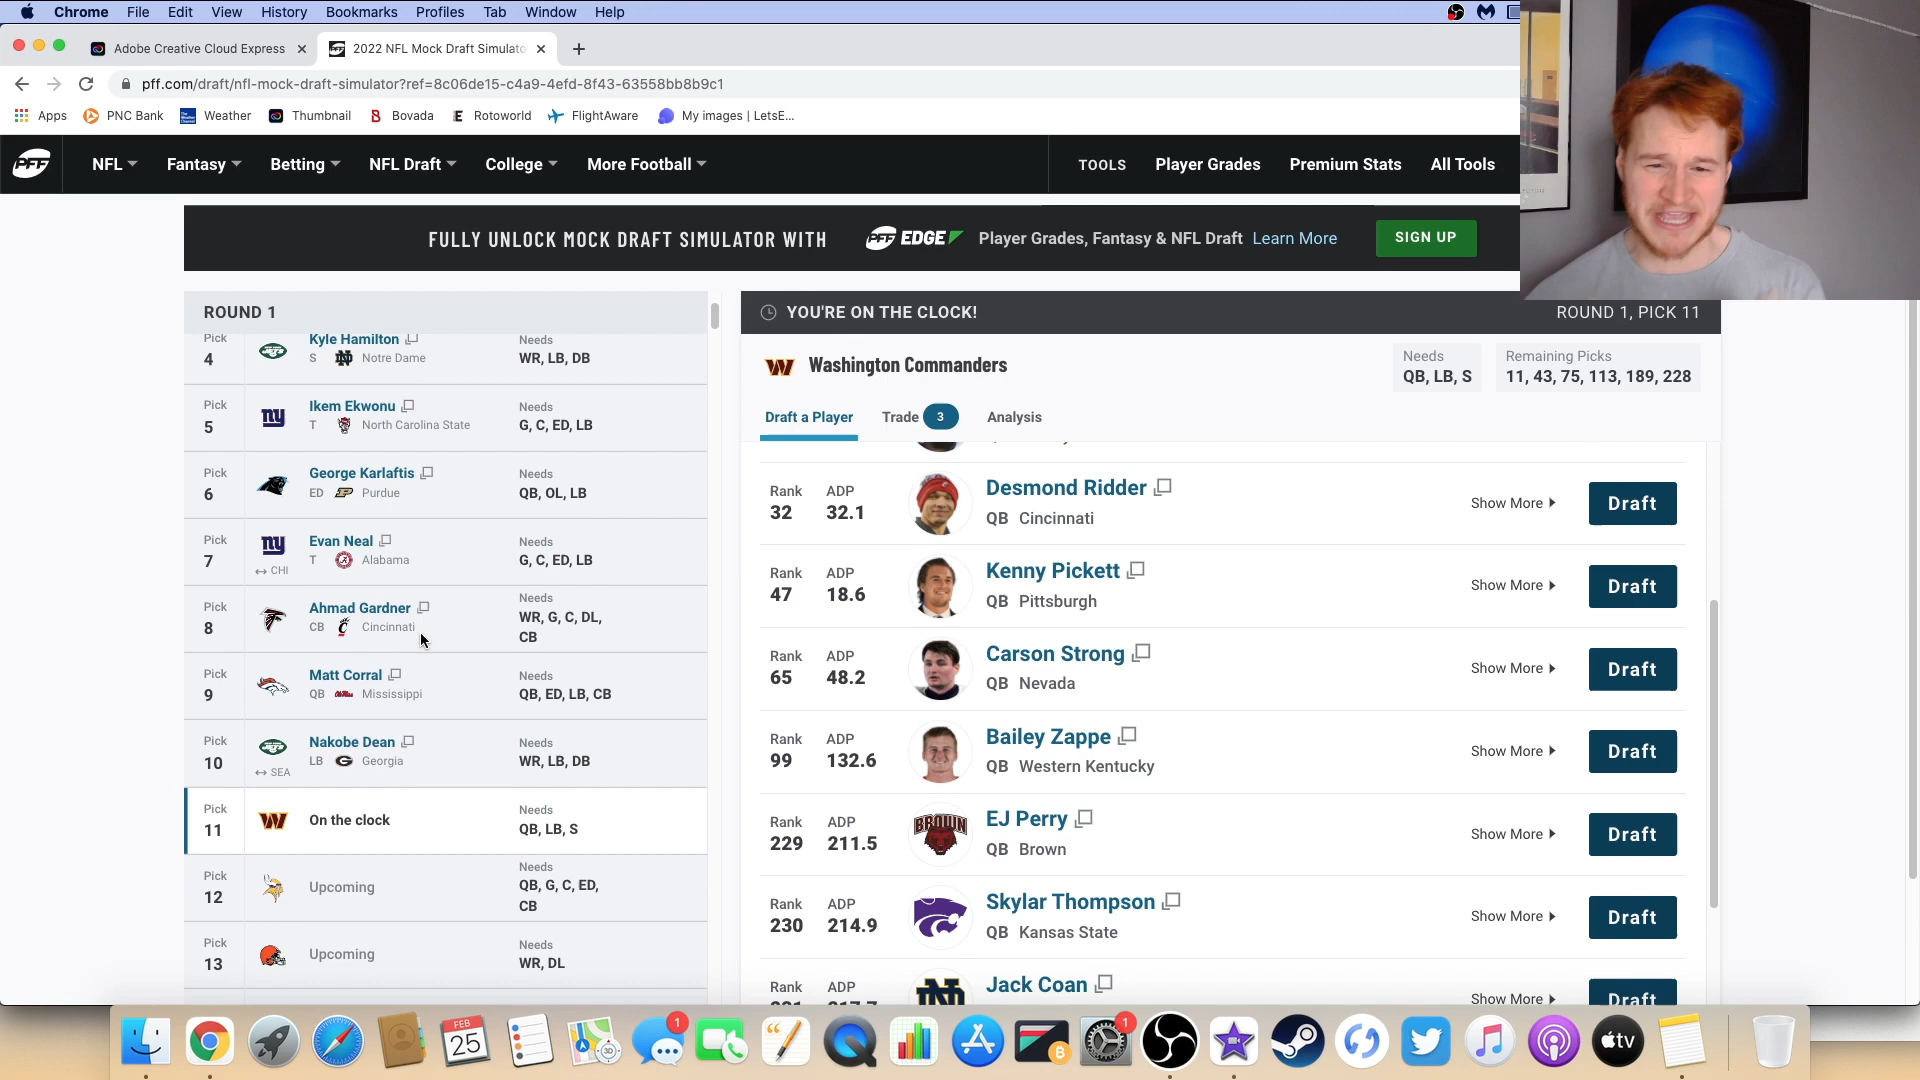 Chrome File Edit View History Bookmarks Profiles Tab Window Help
Adobe Creative Cloud Express
2022 NFL Mock Draft Simulato
pff.com/draft/nfl-mock-draft-simulator?ref=8c06de15-c4a9-4efd-8f43-63558bb8b9c1
Apps PNC Bank Weather Thumbnail Bovada Rotoworld FlightAware My images | LetsE...
PFF NFL Fantasy Betting NFL Draft College More Football TOOLS Player Grades Premium Stats All Tools
FULLY UNLOCK MOCK DRAFT SIMULATOR WITH PFF EDGE Player Grades, Fantasy & NFL Draft Learn More SIGN UP
ROUND 1
Pick 4 Kyle Hamilton Needs
S Notre Dame WR, LB, DB
Pick 5 Ikem Ekwonu Needs
T North Carolina State G, C, ED, LB
Pick 6 George Karlaftis Needs
ED Purdue QB, OL, LB
Pick 7 Evan Neal Needs
T Alabama G, C, ED, LB
↔ CHI
Pick 8 Ahmad Gardner Needs
CB Cincinnati WR, G, C, DL,
CB
Pick 9 Matt Corral Needs
QB Mississippi QB, ED, LB, CB
Pick 10 Nakobe Dean Needs
LB Georgia WR, LB, DB
↔ SEA
Pick 11 On the clock Needs
QB, LB, S
Pick 12 Upcoming Needs
QB, G, C, ED,
CB
Pick 13 Upcoming Needs
WR, DL
YOU'RE ON THE CLOCK! ROUND 1, PICK 11
Washington Commanders
Needs
QB, LB, S
Remaining Picks
11, 43, 75, 113, 189, 228
Draft a Player Trade 3 Analysis
Rank ADP Desmond Ridder Show More Draft
32 32.1 QB Cincinnati
Rank ADP Kenny Pickett Show More Draft
47 18.6 QB Pittsburgh
Rank ADP Carson Strong Show More Draft
65 48.2 QB Nevada
Rank ADP Bailey Zappe Show More Draft
99 132.6 QB Western Kentucky
Rank ADP EJ Perry Show More Draft
229 211.5 QB Brown
BROWN
Rank ADP Skylar Thompson Show More Draft
230 214.9 QB Kansas State
Rank ADP Jack Coan Show More Draft
FEB
25
1
3D
1
tv